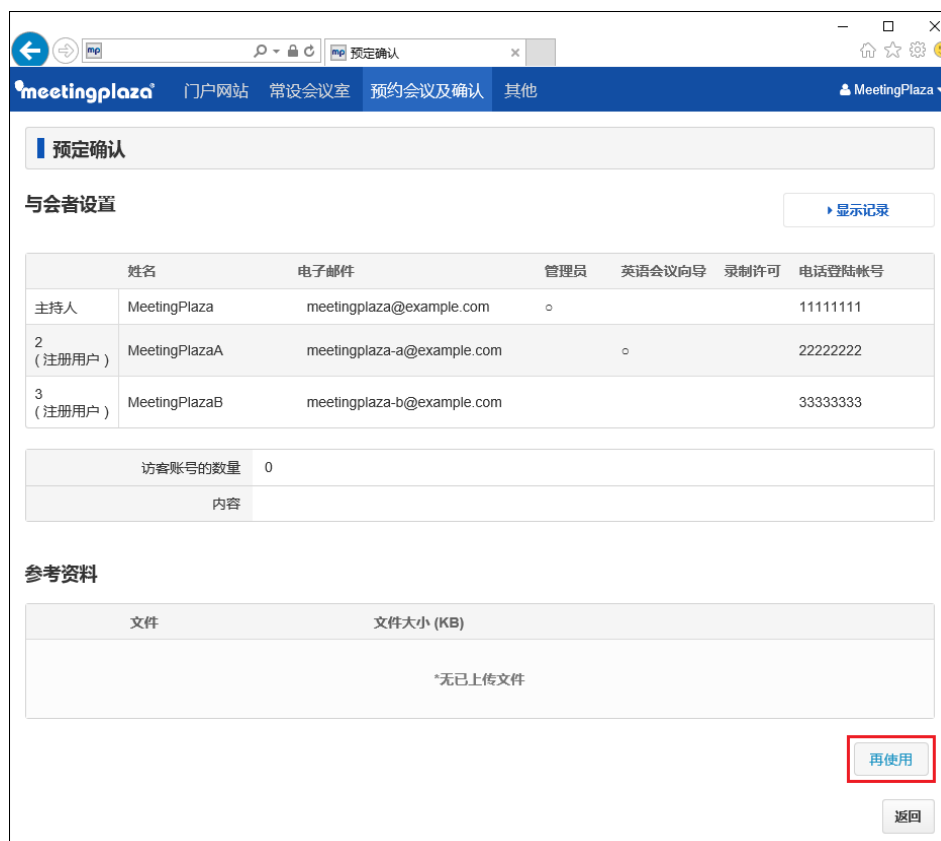 mp 预定确认
meetingplaza 门户网站 常设会议室 预约会议及确认 其他 MeetingPlaza
预定确认
与会者设置
显示记录
姓名 电子邮件 管理员 英语会议向导 录制许可 电话登陆帐号
主持人 MeetingPlaza meetingplaza@example.com ○ 11111111
2
(注册用户) MeetingPlazaA meetingplaza-a@example.com ○ 22222222
3
(注册用户) MeetingPlazaB meetingplaza-b@example.com 33333333
访客账号的数量 0
内容
参考资料
文件 文件大小 (KB)
*无已上传文件
再使用
返回